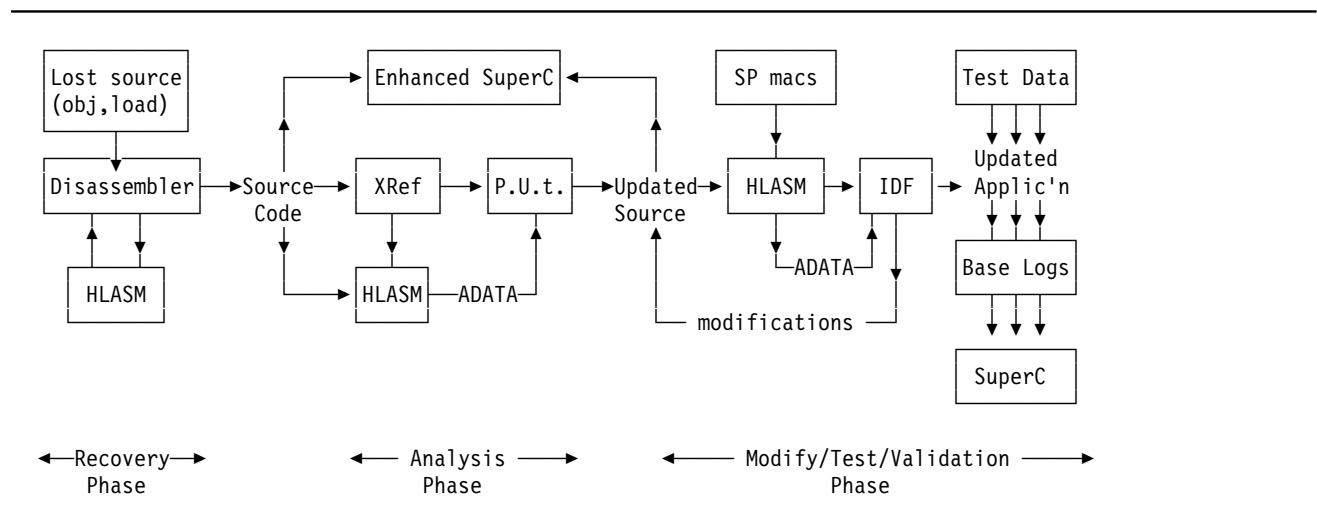 Lost source
(obj,load)
Enhanced SuperC
SP macs
Test Data
Disassembler
Source
Code
XRef
P.U.t.
Updated
Source
HLASM
IDF
Updated
Applic'n
HLASM
HLASM
ADATA
ADATA
Base Logs
modifications
SuperC
Recovery
Phase
Analysis
Phase
Modify/Test/Validation
Phase